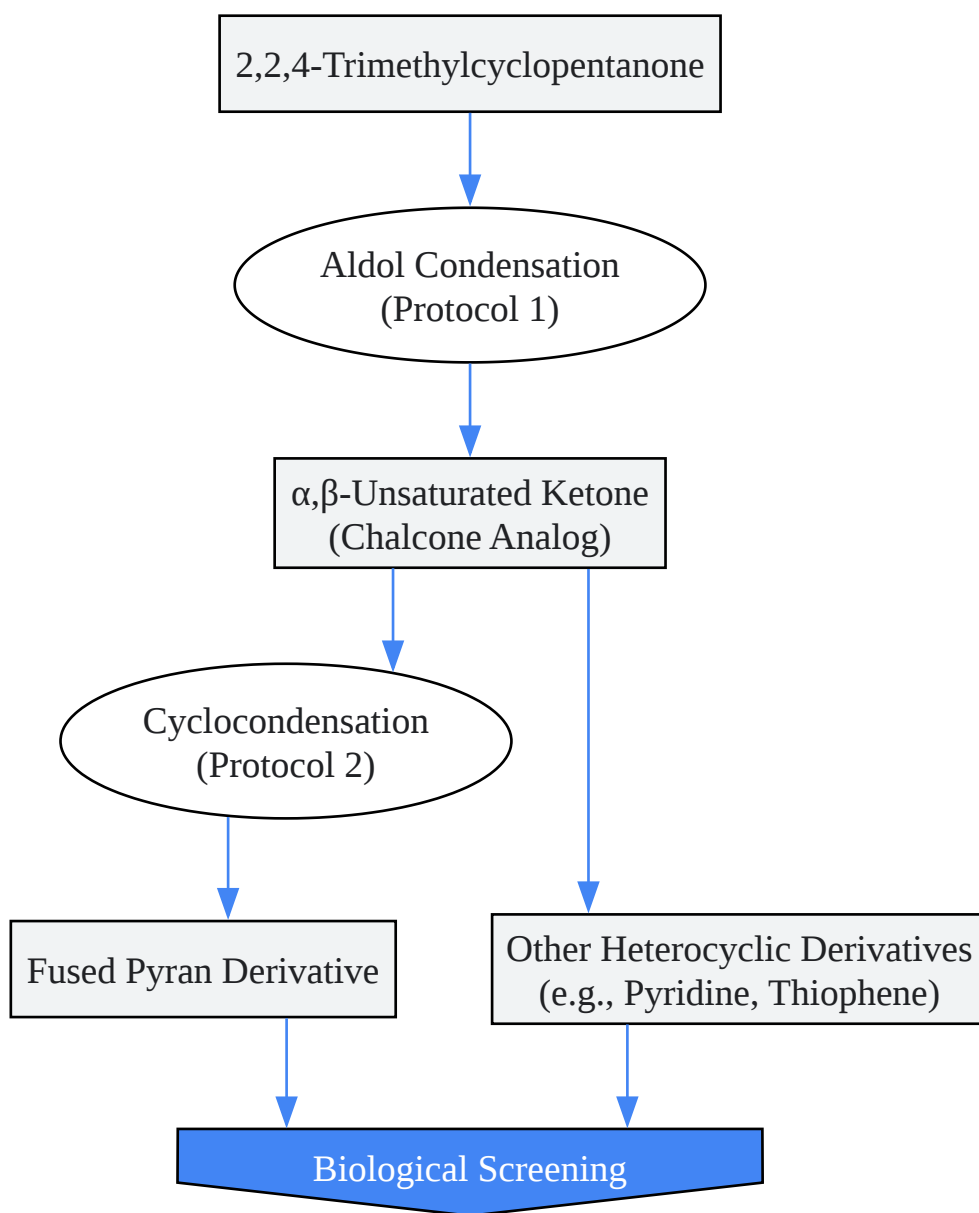 2,2,4-Trimethylcyclopentanone
Aldol Condensation
(Protocol 1)
α,β-Unsaturated Ketone
(Chalcone Analog)
Cyclocondensation
(Protocol 2)
Fused Pyran Derivative
Other Heterocyclic Derivatives
(e.g., Pyridine, Thiophene)
Biological Screening